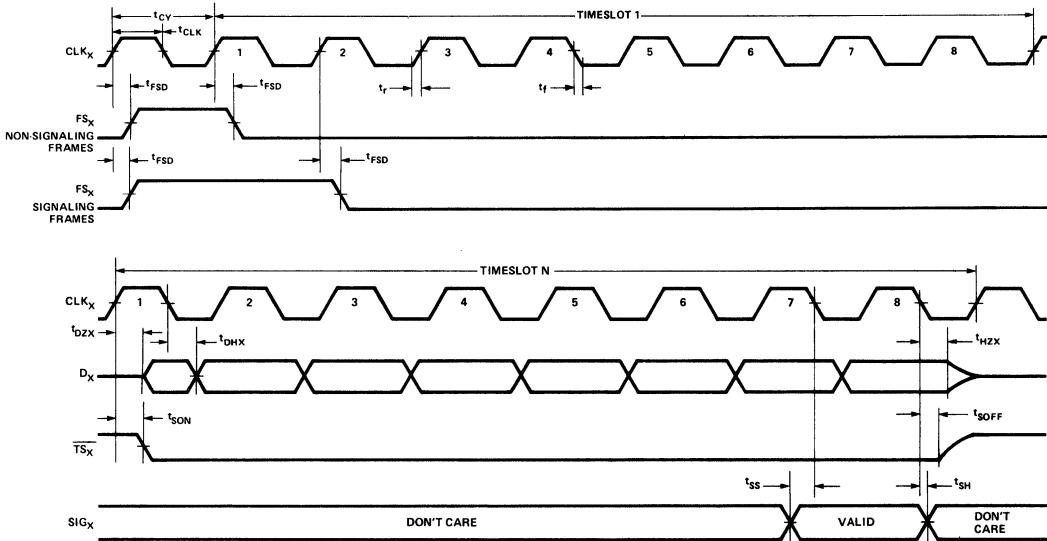 tCY
TIMESLOT 1
tCLK
CLKX
1 2 3 4 5 6 7 8
tFSD tFSD
tr tf
FSX
NON-SIGNALING
FRAMES
tFSD tFSD
FSX
SIGNALING
FRAMES
TIMESLOT N
CLKX
1 2 3 4 5 6 7 8
tDZX
tDHX
tHZX
DX
tSON
tSOFF
TSX
tSS
tSH
SIGX
DON'T CARE
VALID
DON'T
CARE